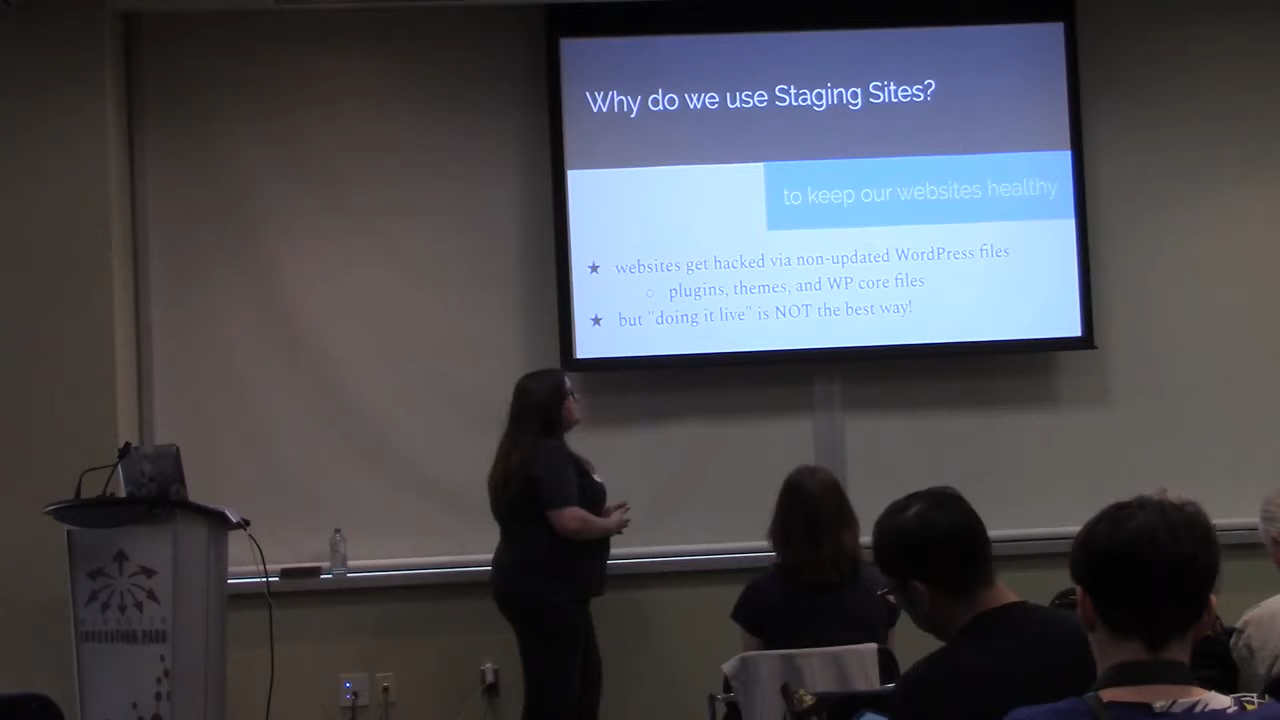 Why do we use Staging Sites?
to keep our websites healthy
★ websites get hacked via non-updated WordPress files
○ plugins, themes, and WP core files
★ but "doing it live" is NOT the best way!
INNOVATION PARK